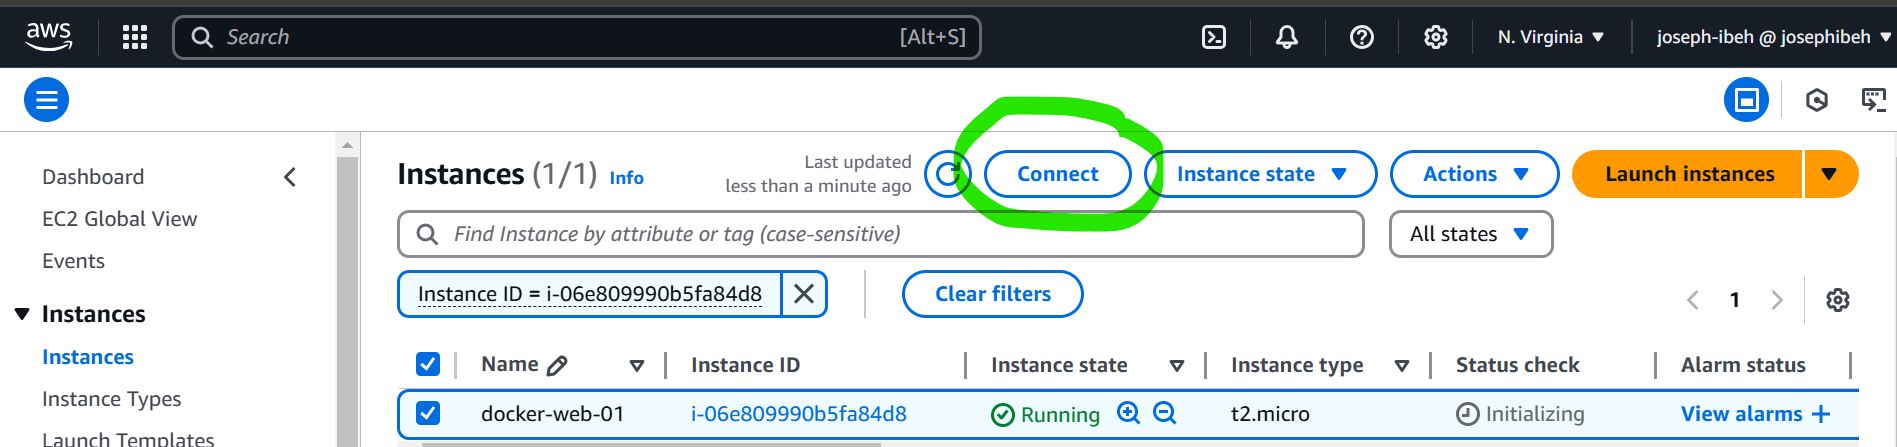 aws
Search [Alt+S]
N. Virginia
joseph-ibeh @ josephibeh
Dashboard
EC2 Global View
Events
Instances
Instances
Instance Types
Launch Templates
Instances (1/1) Info
Last updated
less than a minute ago
Connect
Instance state
Actions
Launch instances
Find Instance by attribute or tag (case-sensitive)
All states
Instance ID = i-06e809990b5fa84d8
Clear filters
1
Name Instance ID Instance state Instance type Status check Alarm status
docker-web-01 i-06e809990b5fa84d8 Running t2.micro Initializing View alarms +